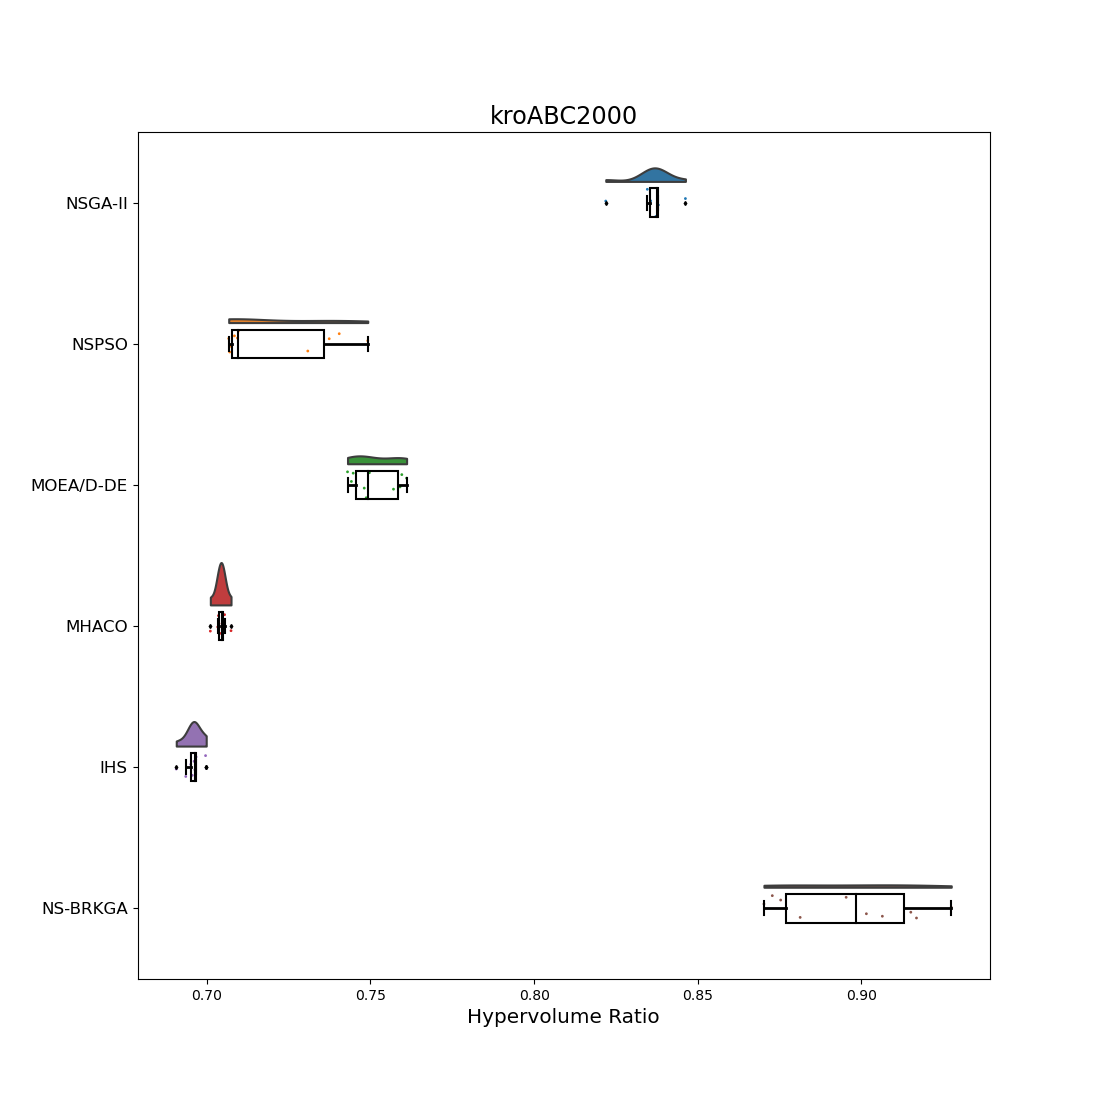 kroABC2000
NSGA-II
NSPSO
MOEA/D-DE
MHACO
IHS
NS-BRKGA
0.70 0.75 0.80 0.85 0.90
Hypervolume Ratio